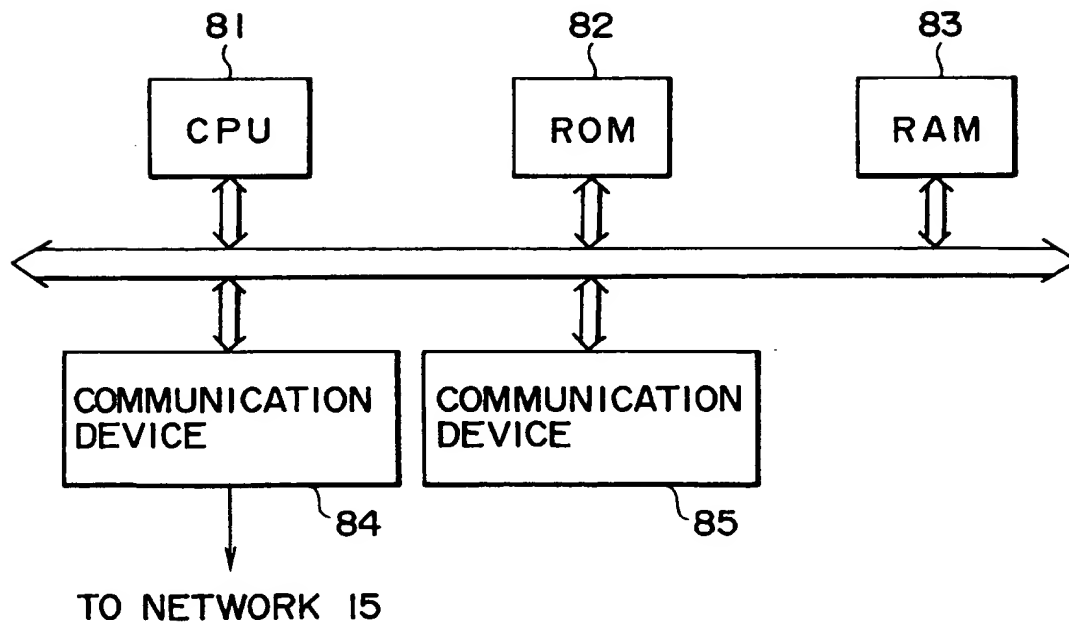 81
82
83
CPU
ROM
RAM
COMMUNICATION
DEVICE
COMMUNICATION
DEVICE
84
85
TO NETWORK 15